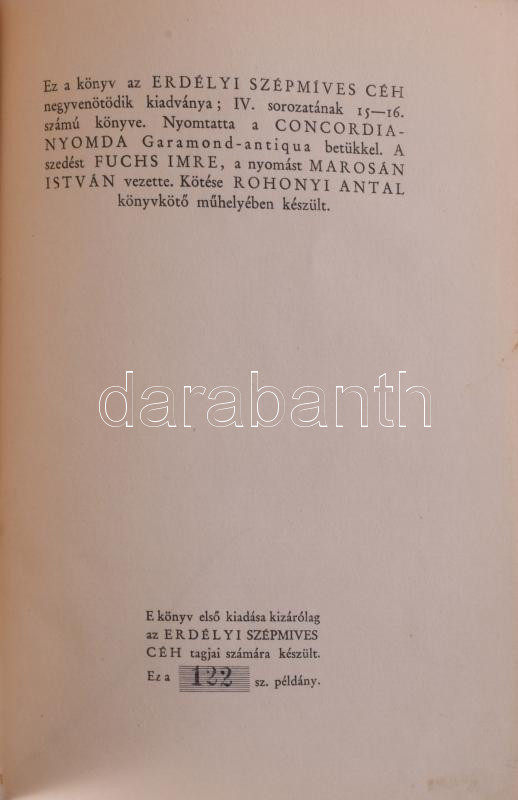 Ez a könyv az ERDÉLYI SZÉPMÍVES CÉH
negyvenötödik kiadványa; IV. sorozatának 15—16.
számú könyve. Nyomtatta a CONCORDIA-
NYOMDA Garamond-antiqua betükkel. A
szedést FUCHS IMRE, a nyomást MAROSÁN
ISTVÁN vezette. Kötése ROHONYI ANTAL
könyvkötő műhelyében készült.
darabanth
E könyv első kiadása kizárólag
az ERDÉLYI SZÉPMIVES
CÉH tagjai számára készült.
Ez a 122 sz. példány.